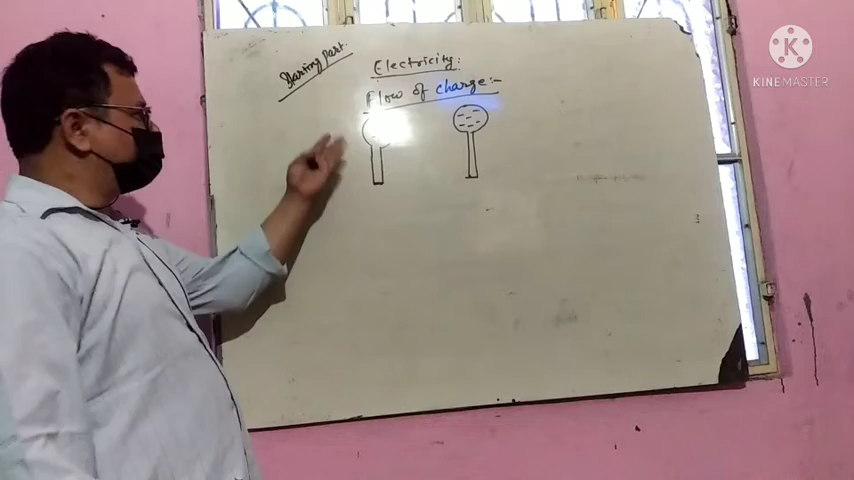 Starting Part
Electricity:
Flow of charge:-
K
KINEMASTER